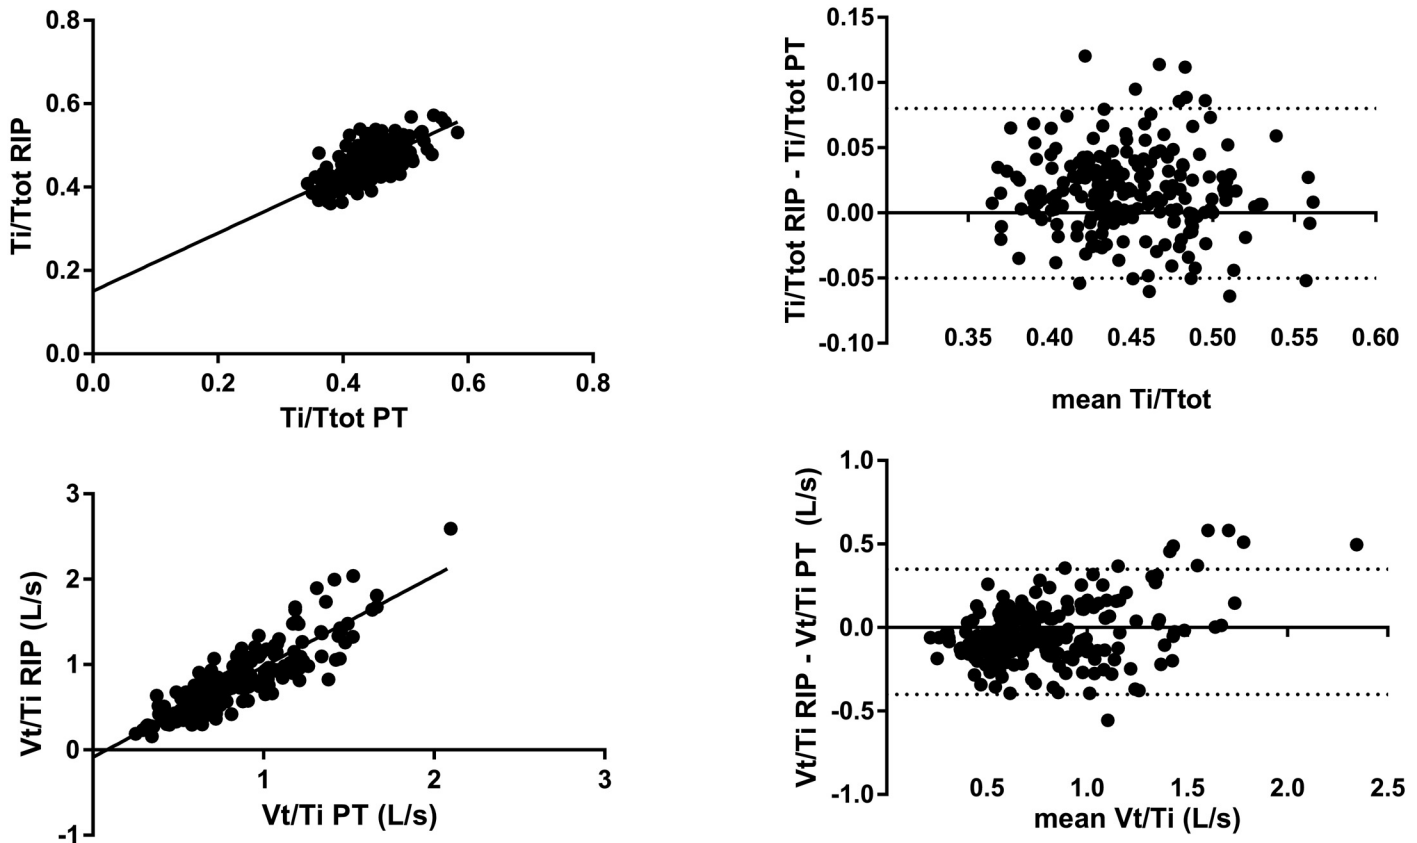 0.8
0.6
0.4
0.2
0.0
0.0 0.2 0.4 0.6 0.8
Ti/Ttot RIP
Ti/Ttot PT
0.15
0.10
0.05
0.00
-0.05
-0.10
0.35 0.40 0.45 0.50 0.55 0.60
Ti/Ttot RIP - Ti/Ttot PT
mean Ti/Ttot
3
2
1
0
-1
1 2 3
Vt/Ti RIP (L/s)
Vt/Ti PT (L/s)
1.0
0.5
0.0
-0.5
-1.0
0.5 1.0 1.5 2.0 2.5
Vt/Ti RIP - Vt/Ti PT (L/s)
mean Vt/Ti (L/s)